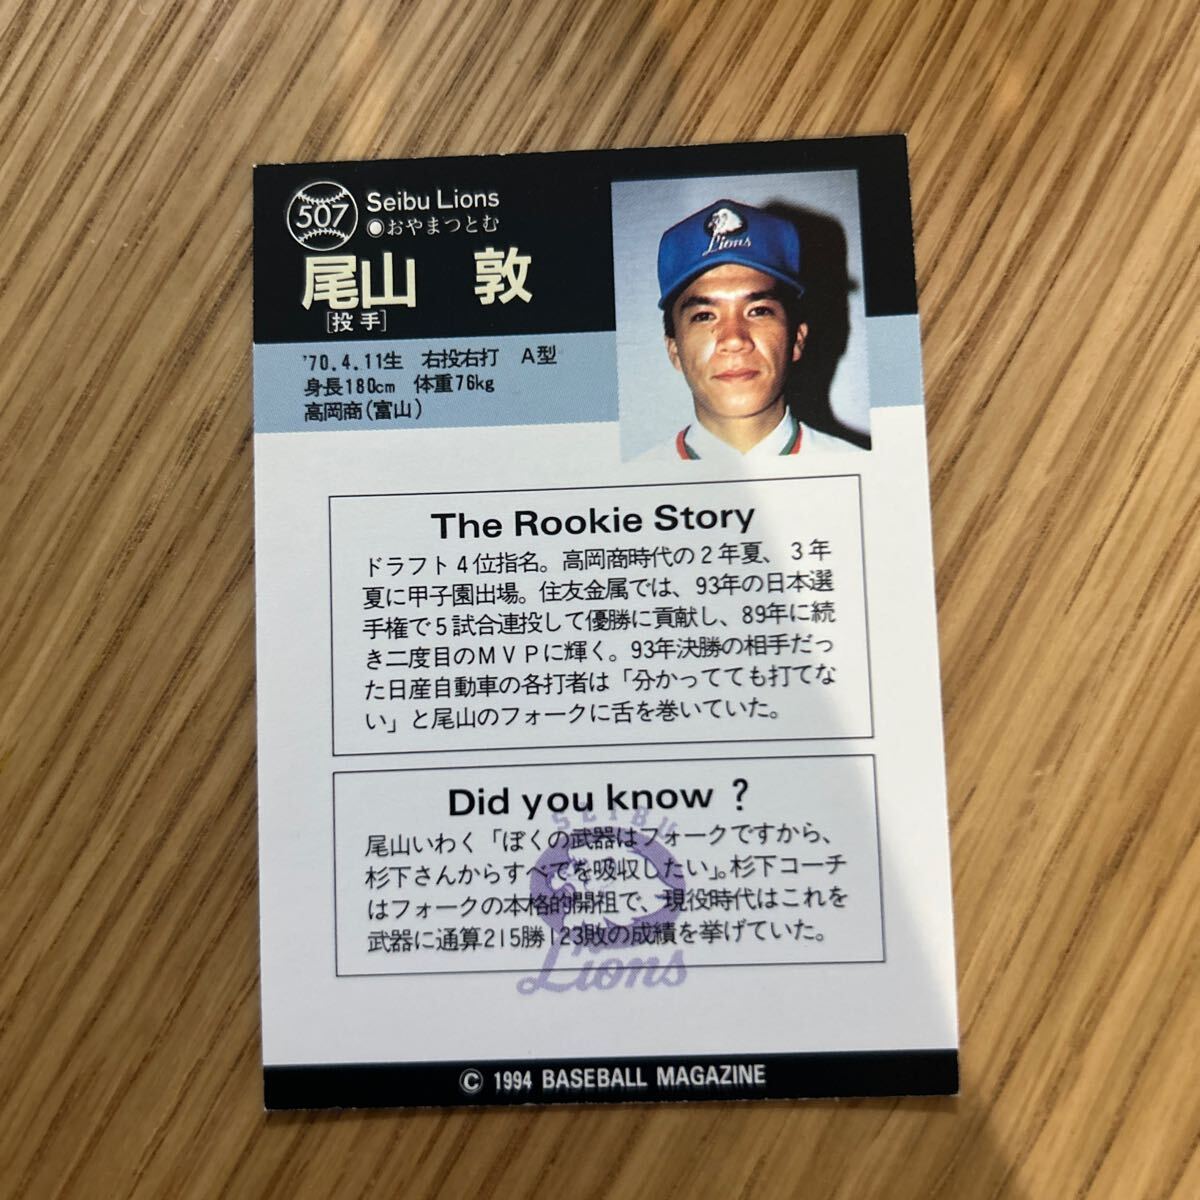 507
Seibu Lions
●おやまつとむ
尾山 敦
[投手]
Lions
'70.4.11生 右投右打 A型
身長180cm 体重76kg
高岡商(富山)
The Rookie Story
ドラフト4位指名。高岡商時代の2年夏、3年
夏に甲子園出場。住友金属では、93年の日本選
手権で5試合連投して優勝に貢献し、89年に続
き二度目のMVPに輝く。93年決勝の相手だっ
た日産自動車の各打者は「分かってても打てな
い」と尾山のフォークに舌を巻いていた。
Did you know ?
尾山いわく「ぼくの武器はフォークですから、
杉下さんからすべてを吸収したい」。杉下コーチ
はフォークの本格的開祖で、現役時代はこれを
武器に通算215勝123敗の成績を挙げていた。
SEIBU
Lions
© 1994 BASEBALL MAGAZINE